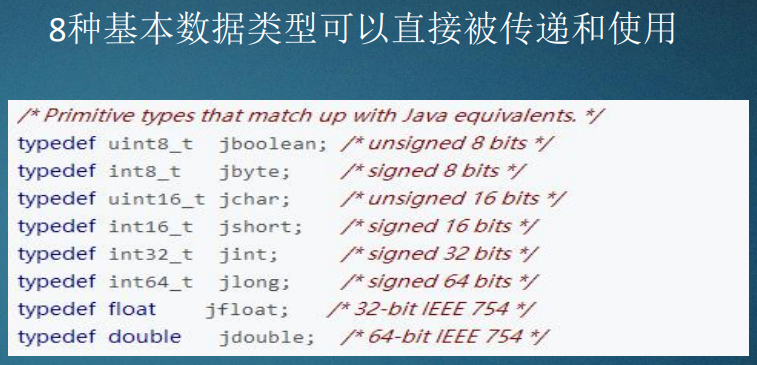 8种基本数据类型可以直接被传递和使用
/* Primitive types that match up with Java equivalents. */
typedef uint8_t jboolean; /* unsigned 8 bits */
typedef int8_t jbyte; /* signed 8 bits */
typedef uint16_t jchar; /* unsigned 16 bits */
typedef int16_t jshort; /* signed 16 bits */
typedef int32_t jint; /* signed 32 bits */
typedef int64_t jlong; /* signed 64 bits */
typedef float jfloat; /* 32-bit IEEE 754 */
typedef double jdouble; /* 64-bit IEEE 754 */